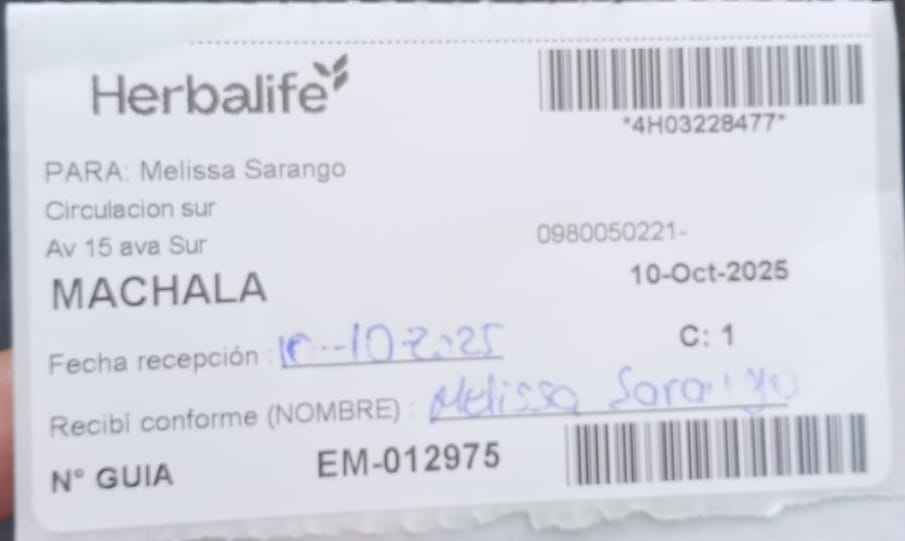 Herbalife
*4H03228477*
PARA: Melissa Sarango
Circulacion sur
Av 15 ava Sur
0980050221-
MACHALA
10-Oct-2025
C: 1
Fecha recepción : 10-10-2025
Recibí conforme (NOMBRE) : Melissa Sarango
N° GUIA EM-012975